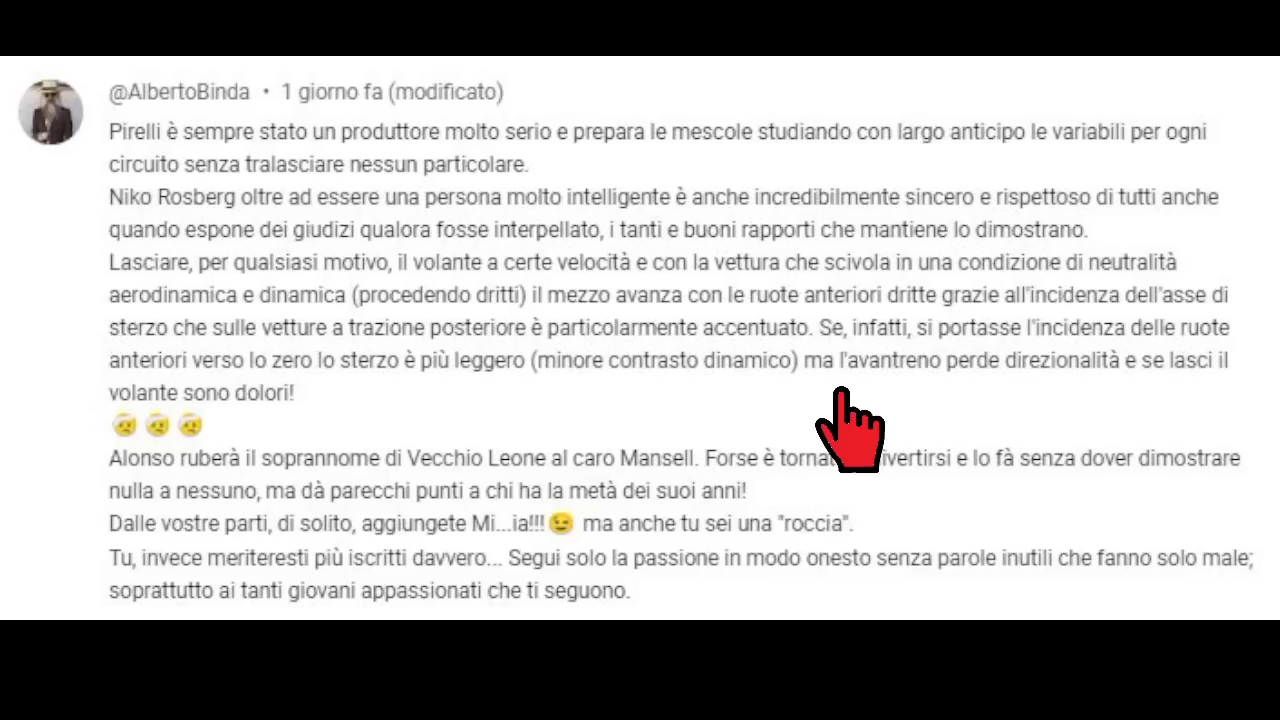 @AlbertoBinda • 1 giorno fa (modificato)
Pirelli è sempre stato un produttore molto serio e prepara le mescole studiando con largo anticipo le variabili per ogni
circuito senza tralasciare nessun particolare.
Niko Rosberg oltre ad essere una persona molto intelligente è anche incredibilmente sincero e rispettoso di tutti anche
quando espone dei giudizi qualora fosse interpellato, i tanti e buoni rapporti che mantiene lo dimostrano.
Lasciare, per qualsiasi motivo, il volante a certe velocità e con la vettura che scivola in una condizione di neutralità
aerodinamica e dinamica (procedendo dritti) il mezzo avanza con le ruote anteriori dritte grazie all'incidenza dell'asse di
sterzo che sulle vetture a trazione posteriore è particolarmente accentuato. Se, infatti, si portasse l'incidenza delle ruote
anteriori verso lo zero lo sterzo è più leggero (minore contrasto dinamico) ma l'avantreno perde direzionalità e se lasci il
volante sono dolori!
🤕 🤕 🤕
Alonso ruberà il soprannome di Vecchio Leone al caro Mansell. Forse è e lo fà senza dover dimostrare
nulla a nessuno, ma dà parecchi punti a chi ha la metà dei suoi anni!
Dalle vostre parti, di solito, aggiungete Mi...ia!!!😉 ma anche tu sei una "roccia".
Tu, invece meriteresti più iscritti davvero... Segui solo la passione in modo onesto senza parole inutili che fanno solo male;
soprattutto ai tanti giovani appassionati che ti seguono.